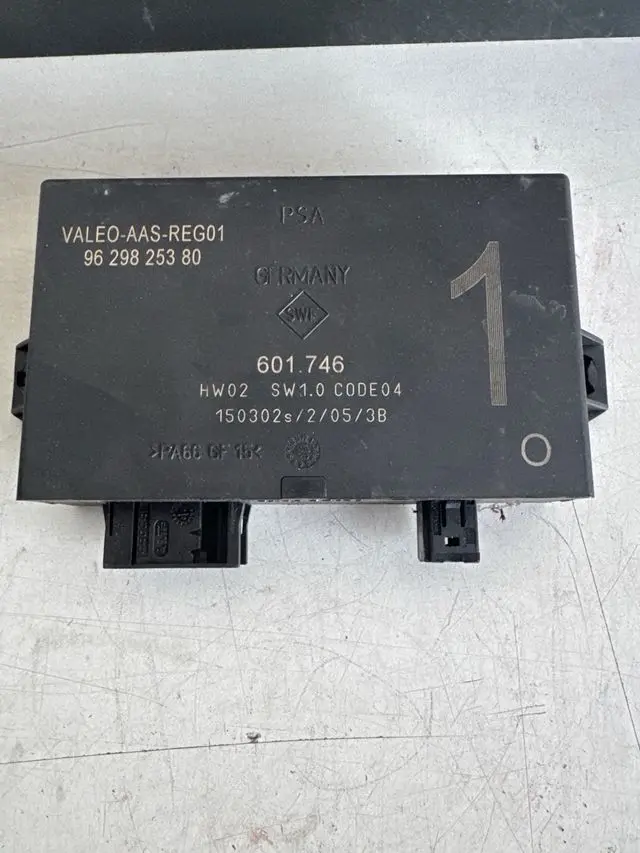 PSA
VALEO-AAS-REG01
96 298 253 80
GERMANY
SWF
601.746
HW02 SW1.0 CODE04
150302s/2/05/3B
>PA66 GF 15<
1
O